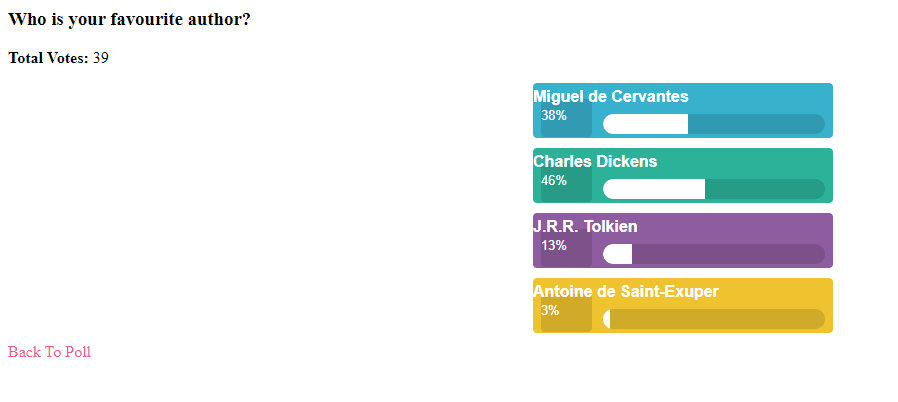 Who is your favourite author?
Total Votes: 39
Miguel de Cervantes
38%
Charles Dickens
46%
J.R.R. Tolkien
13%
Antoine de Saint-Exuper
3%
Back To Poll